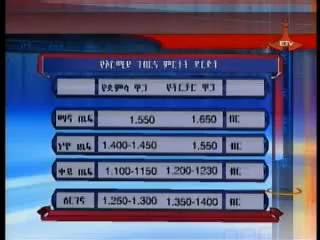 ETV
የጅምላ ዋጋ የችርቻሮ ዋጋ
ማኛ ጤፍ 1.550 1.650 ብር
ነጭ ጤፍ 1.400-1.450 1.550 ብር
ቀይ ጤፍ 1.100-1150 1.200-1230 ብር
ሰርገኛ 1.250-1.300 1.350-1400 ብር